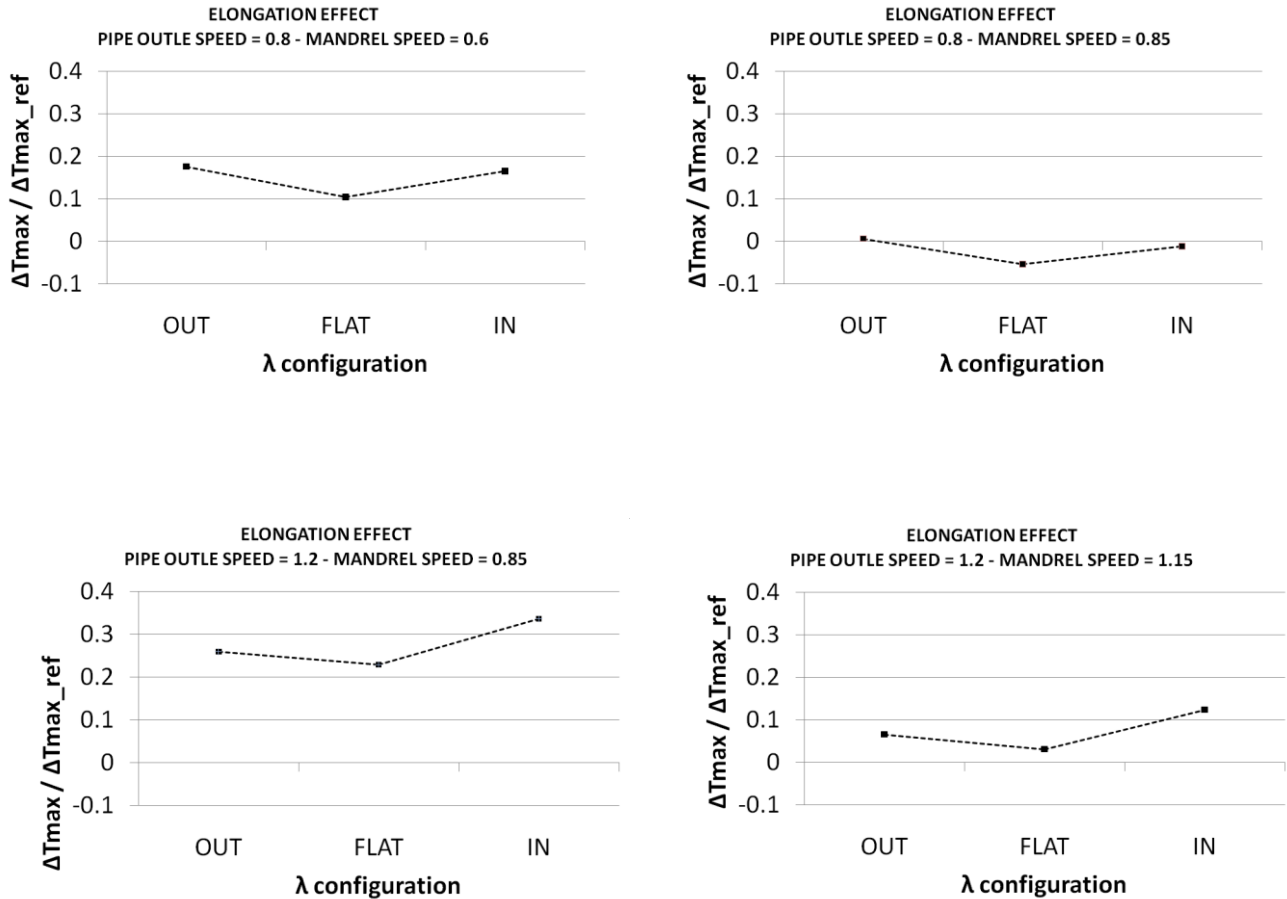 ELONGATION EFFECT
PIPE OUTLE SPEED = 0.8 - MANDREL SPEED = 0.6
ΔTmax / ΔTmax_ref
0.4
0.3
0.2
0.1
0
-0.1
OUT FLAT IN
λ configuration
ELONGATION EFFECT
PIPE OUTLE SPEED = 0.8 - MANDREL SPEED = 0.85
ΔTmax / ΔTmax_ref
0.4
0.3
0.2
0.1
0
-0.1
OUT FLAT IN
λ configuration
ELONGATION EFFECT
PIPE OUTLE SPEED = 1.2 - MANDREL SPEED = 0.85
ΔTmax / ΔTmax_ref
0.4
0.3
0.2
0.1
0
-0.1
OUT FLAT IN
λ configuration
ELONGATION EFFECT
PIPE OUTLE SPEED = 1.2 - MANDREL SPEED = 1.15
ΔTmax / ΔTmax_ref
0.4
0.3
0.2
0.1
0
-0.1
OUT FLAT IN
λ configuration